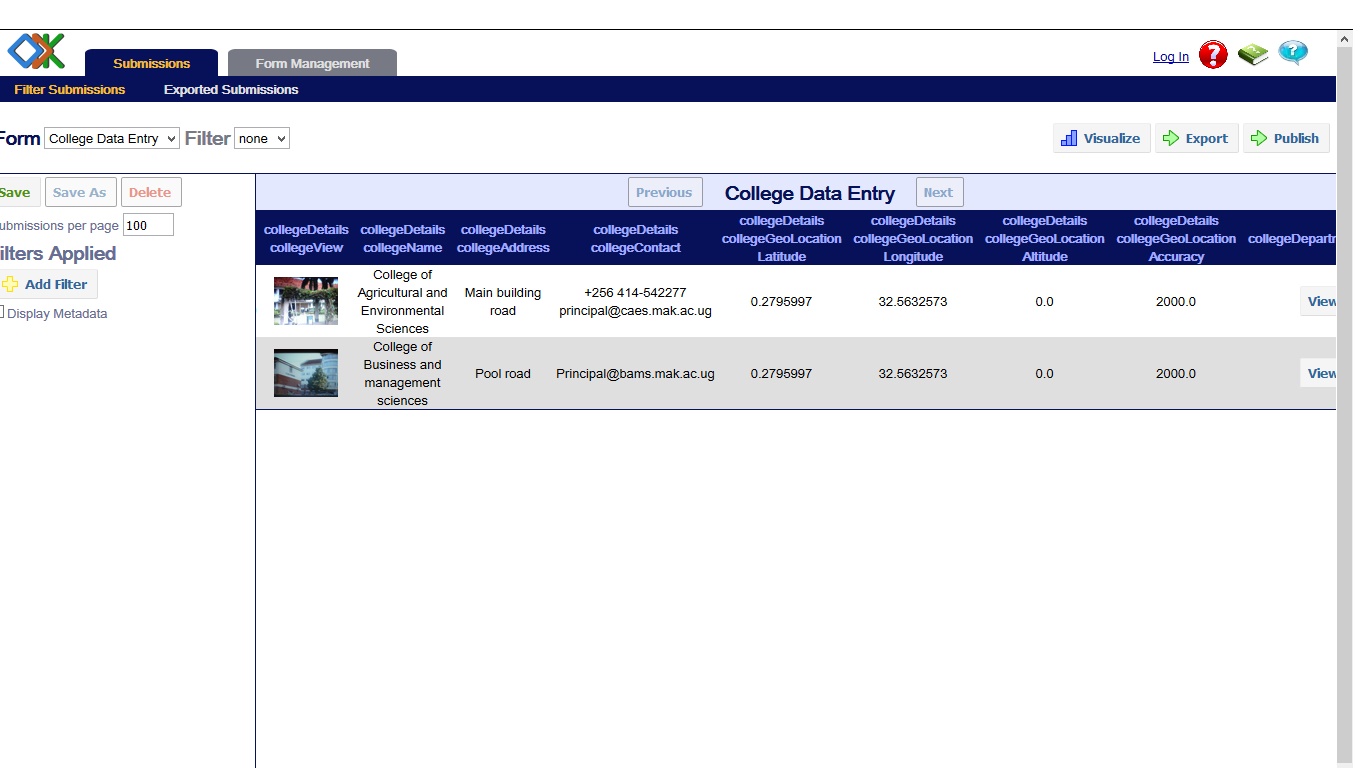 Submissions
Form Management
Log In
Filter Submissions
Exported Submissions
Form College Data Entry Filter none
Visualize
Export
Publish
Save
Save As
Delete
ubmissions per page 100
ilters Applied
Add Filter
Display Metadata
Previous
College Data Entry
Next
collegeDetails collegeView
collegeDetails collegeName
collegeDetails collegeAddress
collegeDetails collegeContact
collegeDetails collegeGeoLocation Latitude
collegeDetails collegeGeoLocation Longitude
collegeDetails collegeGeoLocation Altitude
collegeDetails collegeGeoLocation Accuracy
collegeDepartr
College of Agricultural and Environmental Sciences
Main building road
+256 414-542277
principal@caes.mak.ac.ug
0.2795997
32.5632573
0.0
2000.0
View
College of Business and management sciences
Pool road
Principal@bams.mak.ac.ug
0.2795997
32.5632573
0.0
2000.0
View